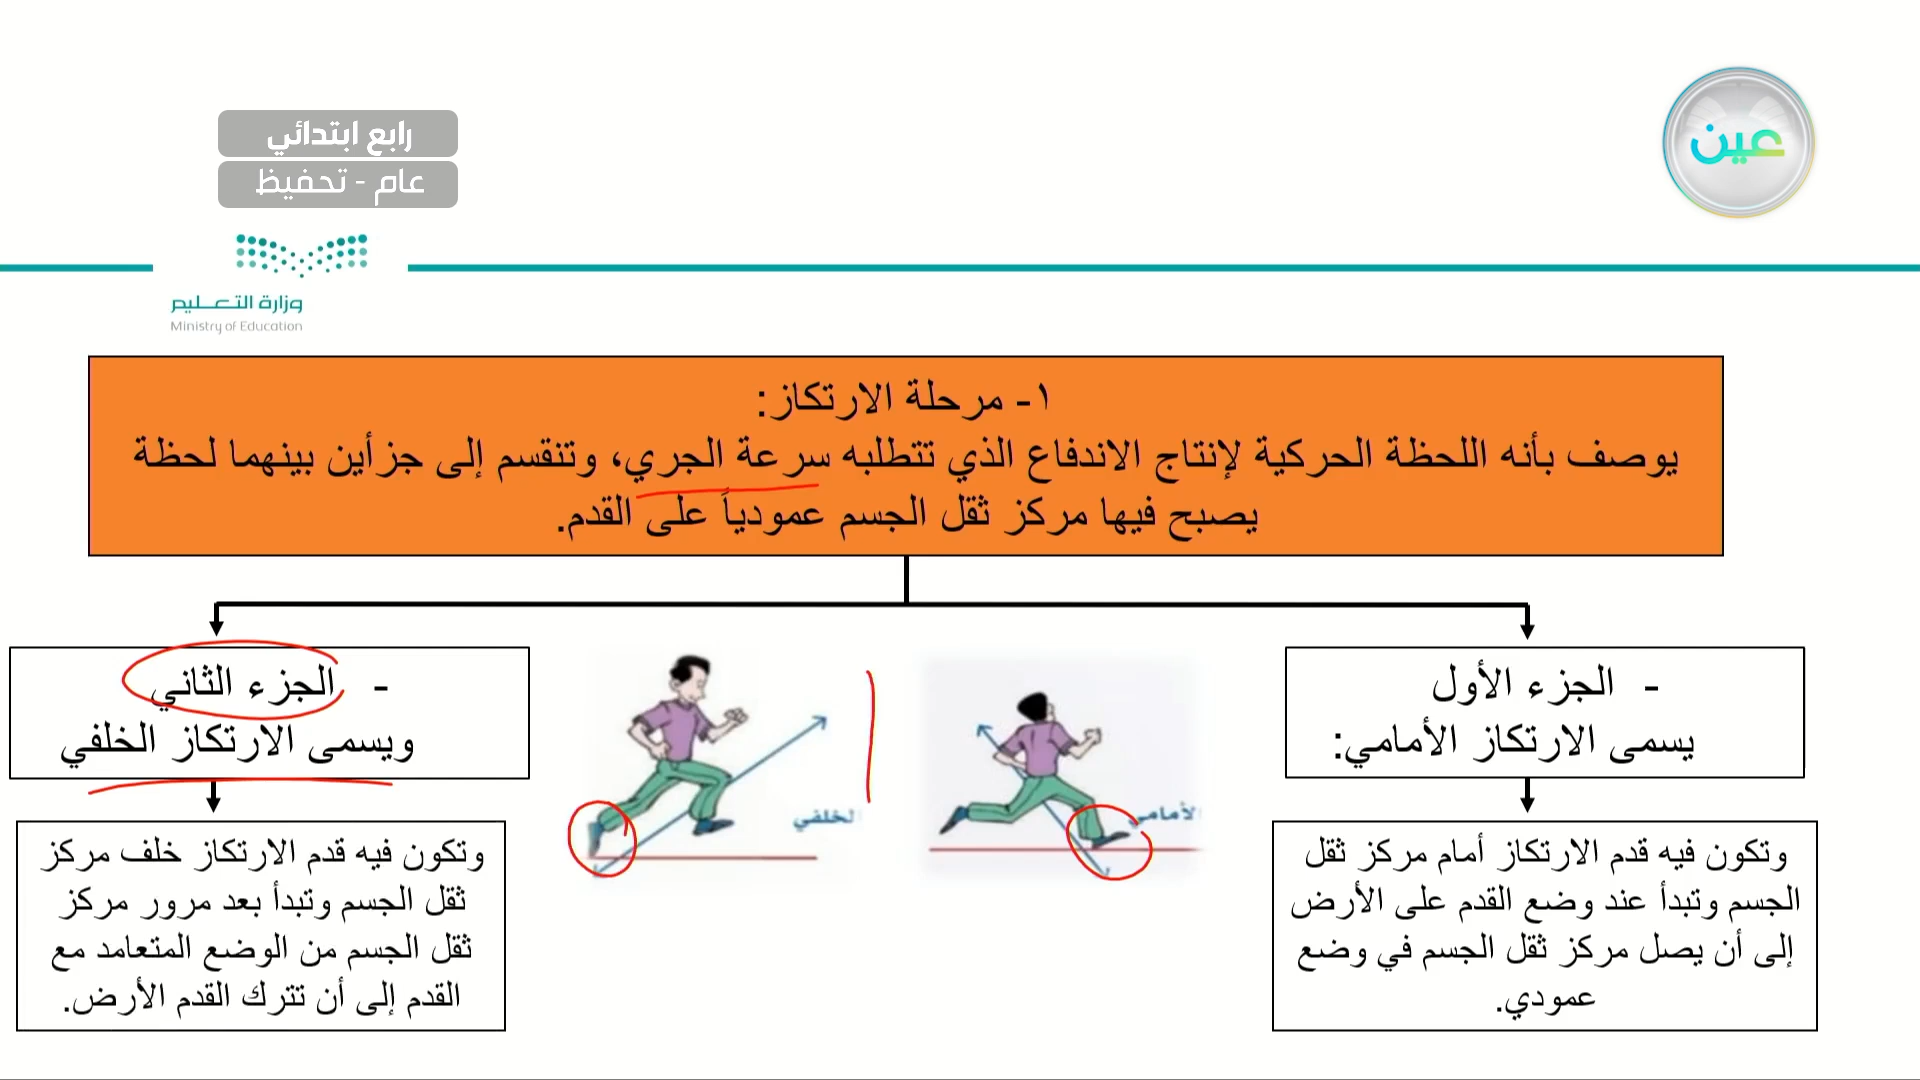 عين
رابع ابتدائي
عام - تحفيظ
وزارة التعليم
Ministry of Education
١- مرحلة الارتكاز:
يوصف بأنه اللحظة الحركية لإنتاج الاندفاع الذي تتطلبه سرعة الجري، وتنقسم إلى جزأين بينهما لحظة
يصبح فيها مركز ثقل الجسم عمودياً على القدم.
- الجزء الأول
يسمى الارتكاز الأمامي:
وتكون فيه قدم الارتكاز أمام مركز ثقل
الجسم وتبدأ عند وضع القدم على الأرض
إلى أن يصل مركز ثقل الجسم في وضع
عمودي.
الأمامي
الخلفي
- الجزء الثاني
ويسمى الارتكاز الخلفي
وتكون فيه قدم الارتكاز خلف مركز
ثقل الجسم وتبدأ بعد مرور مركز
ثقل الجسم من الوضع المتعامد مع
القدم إلى أن تترك القدم الأرض.